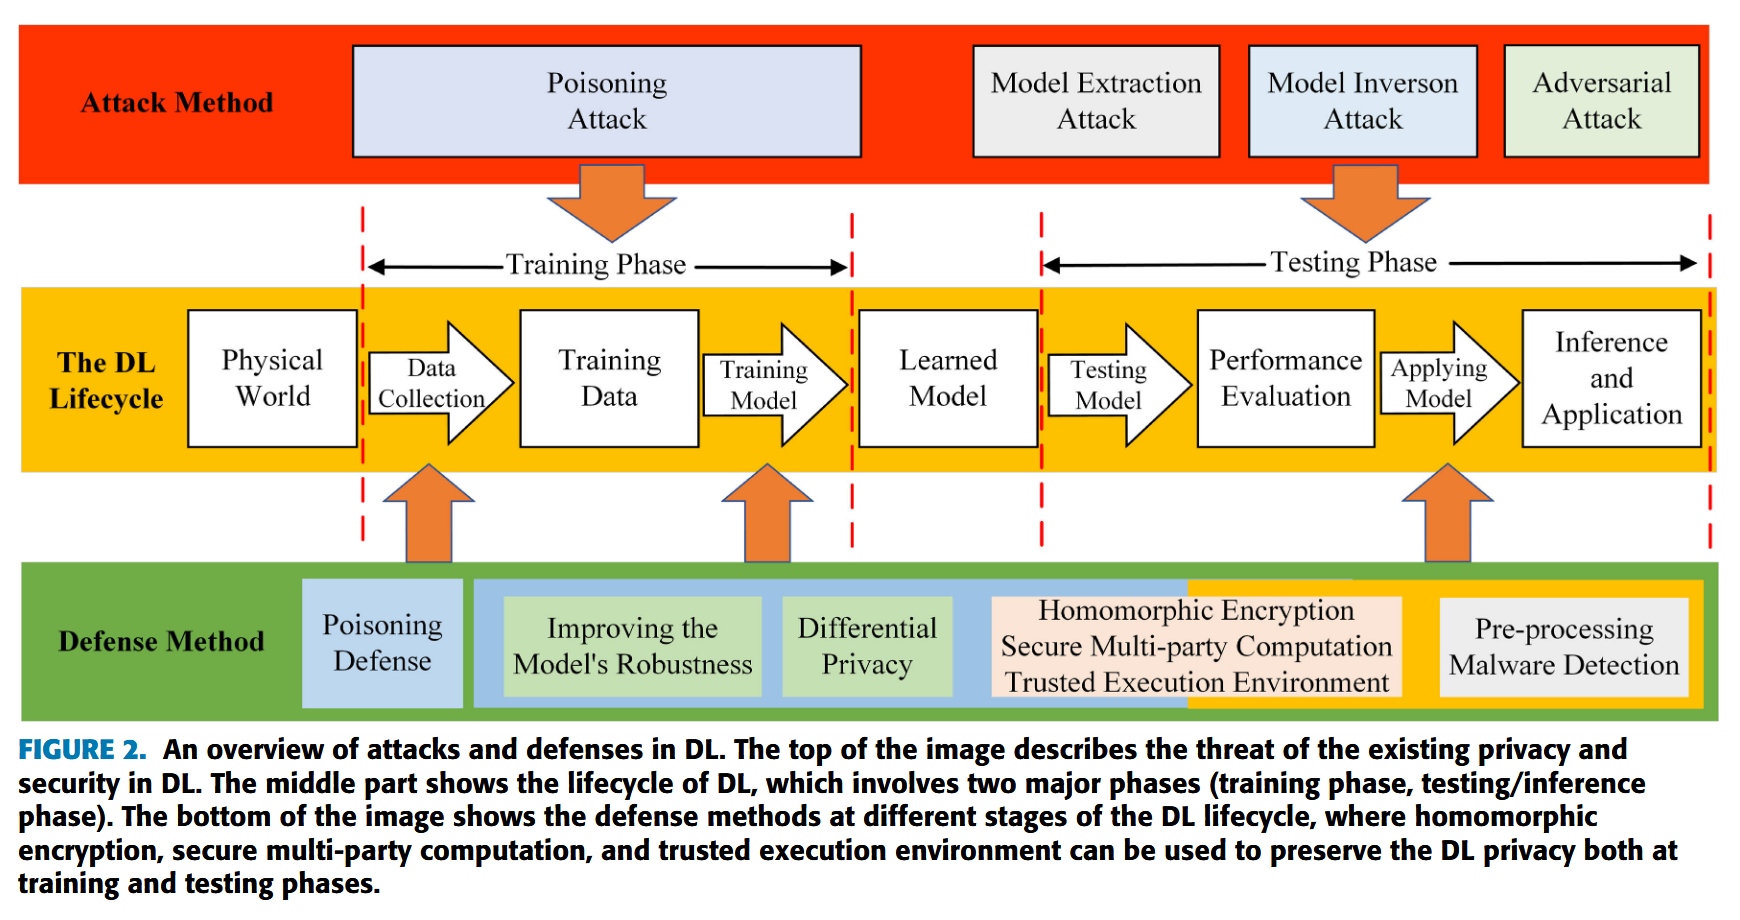 Attack Method
Poisoning
Attack
Model Extraction
Attack
Model Inverson
Attack
Adversarial
Attack
Training Phase
Testing Phase
The DL
Lifecycle
Physical
World
Data
Collection
Training
Data
Training
Model
Learned
Model
Testing
Model
Performance
Evaluation
Applying
Model
Inference
and
Application
Defense Method
Poisoning
Defense
Improving the
Model's Robustness
Differential
Privacy
Homomorphic Encryption
Secure Multi-party Computation
Trusted Execution Environment
Pre-processing
Malware Detection
FIGURE 2. An overview of attacks and defenses in DL. The top of the image describes the threat of the existing privacy and
security in DL. The middle part shows the lifecycle of DL, which involves two major phases (training phase, testing/inference
phase). The bottom of the image shows the defense methods at different stages of the DL lifecycle, where homomorphic
encryption, secure multi-party computation, and trusted execution environment can be used to preserve the DL privacy both at
training and testing phases.